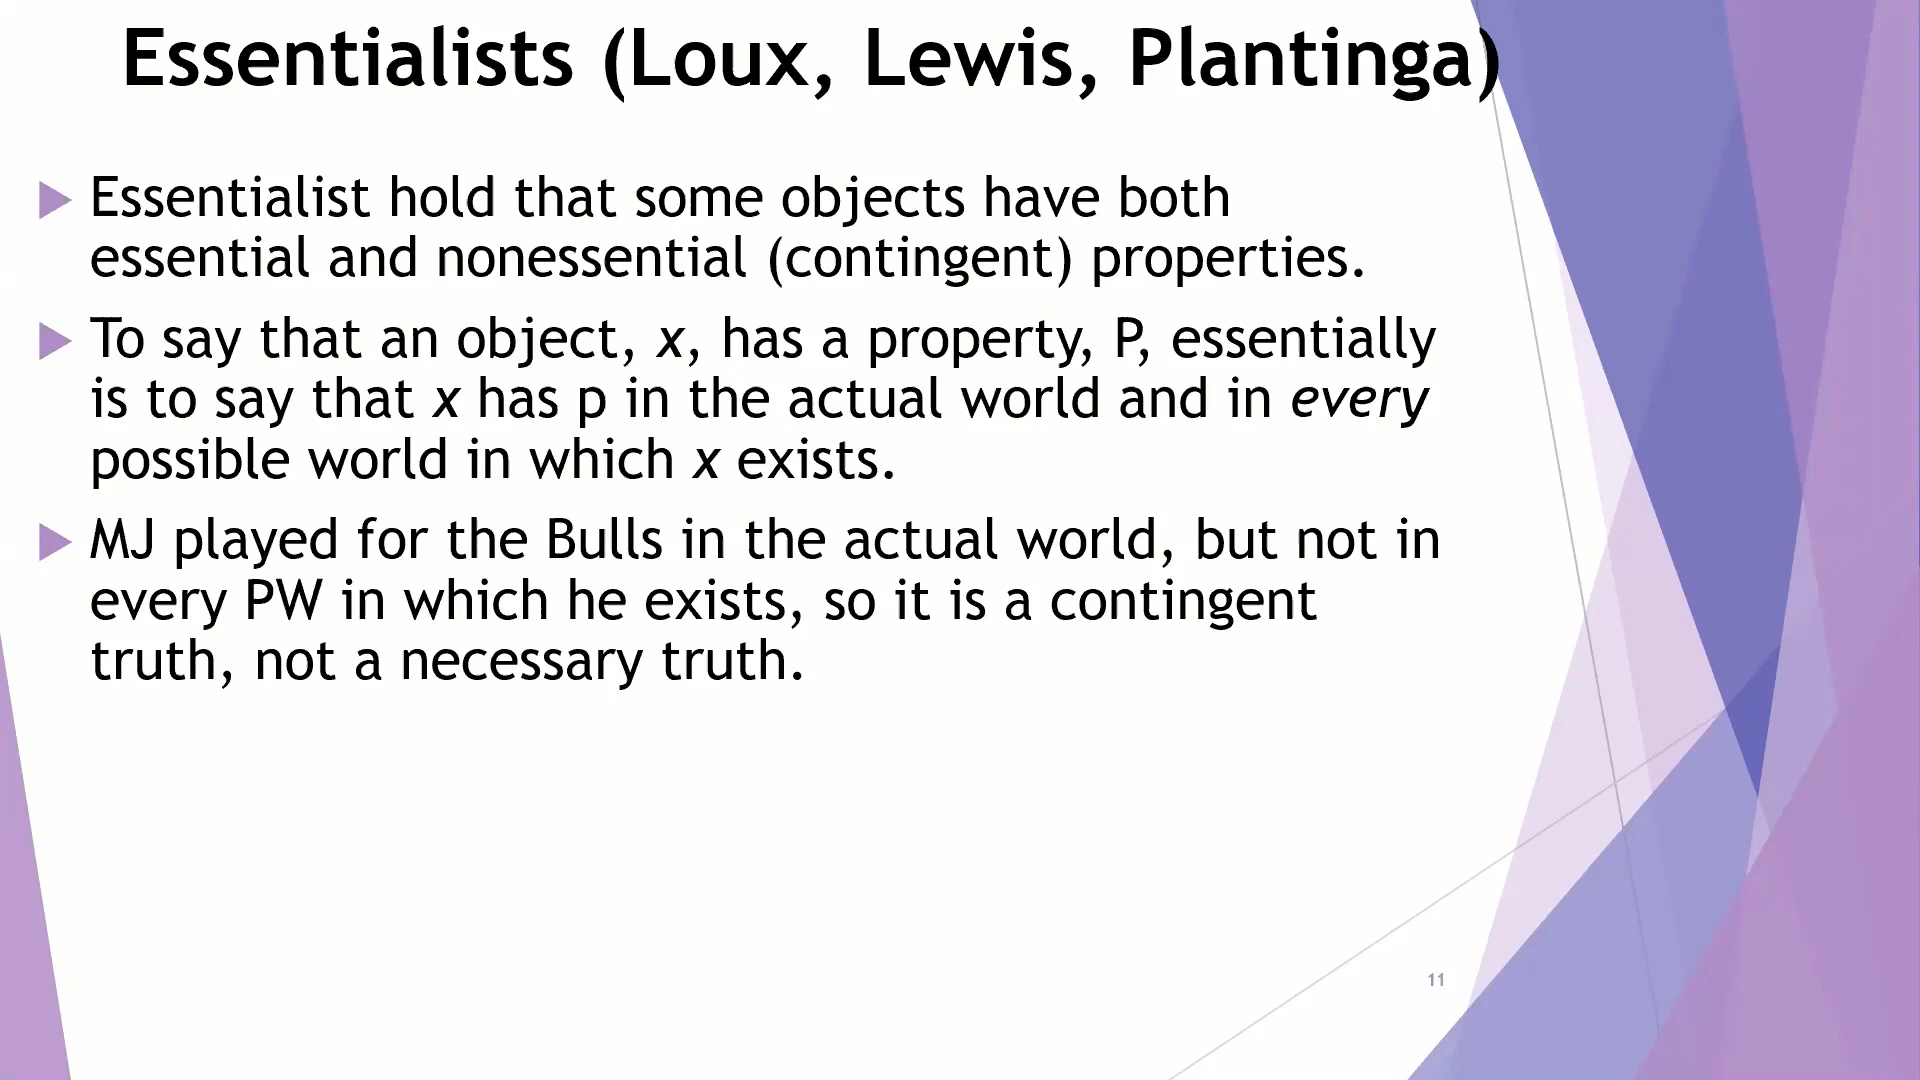 Essentialists (Loux, Lewis, Plantinga)
Essentialist hold that some objects have both
essential and nonessential (contingent) properties.
To say that an object, x, has a property, P, essentially
is to say that x has p in the actual world and in every
possible world in which x exists.
MJ played for the Bulls in the actual world, but not in
every PW in which he exists, so it is a contingent
truth, not a necessary truth.
11